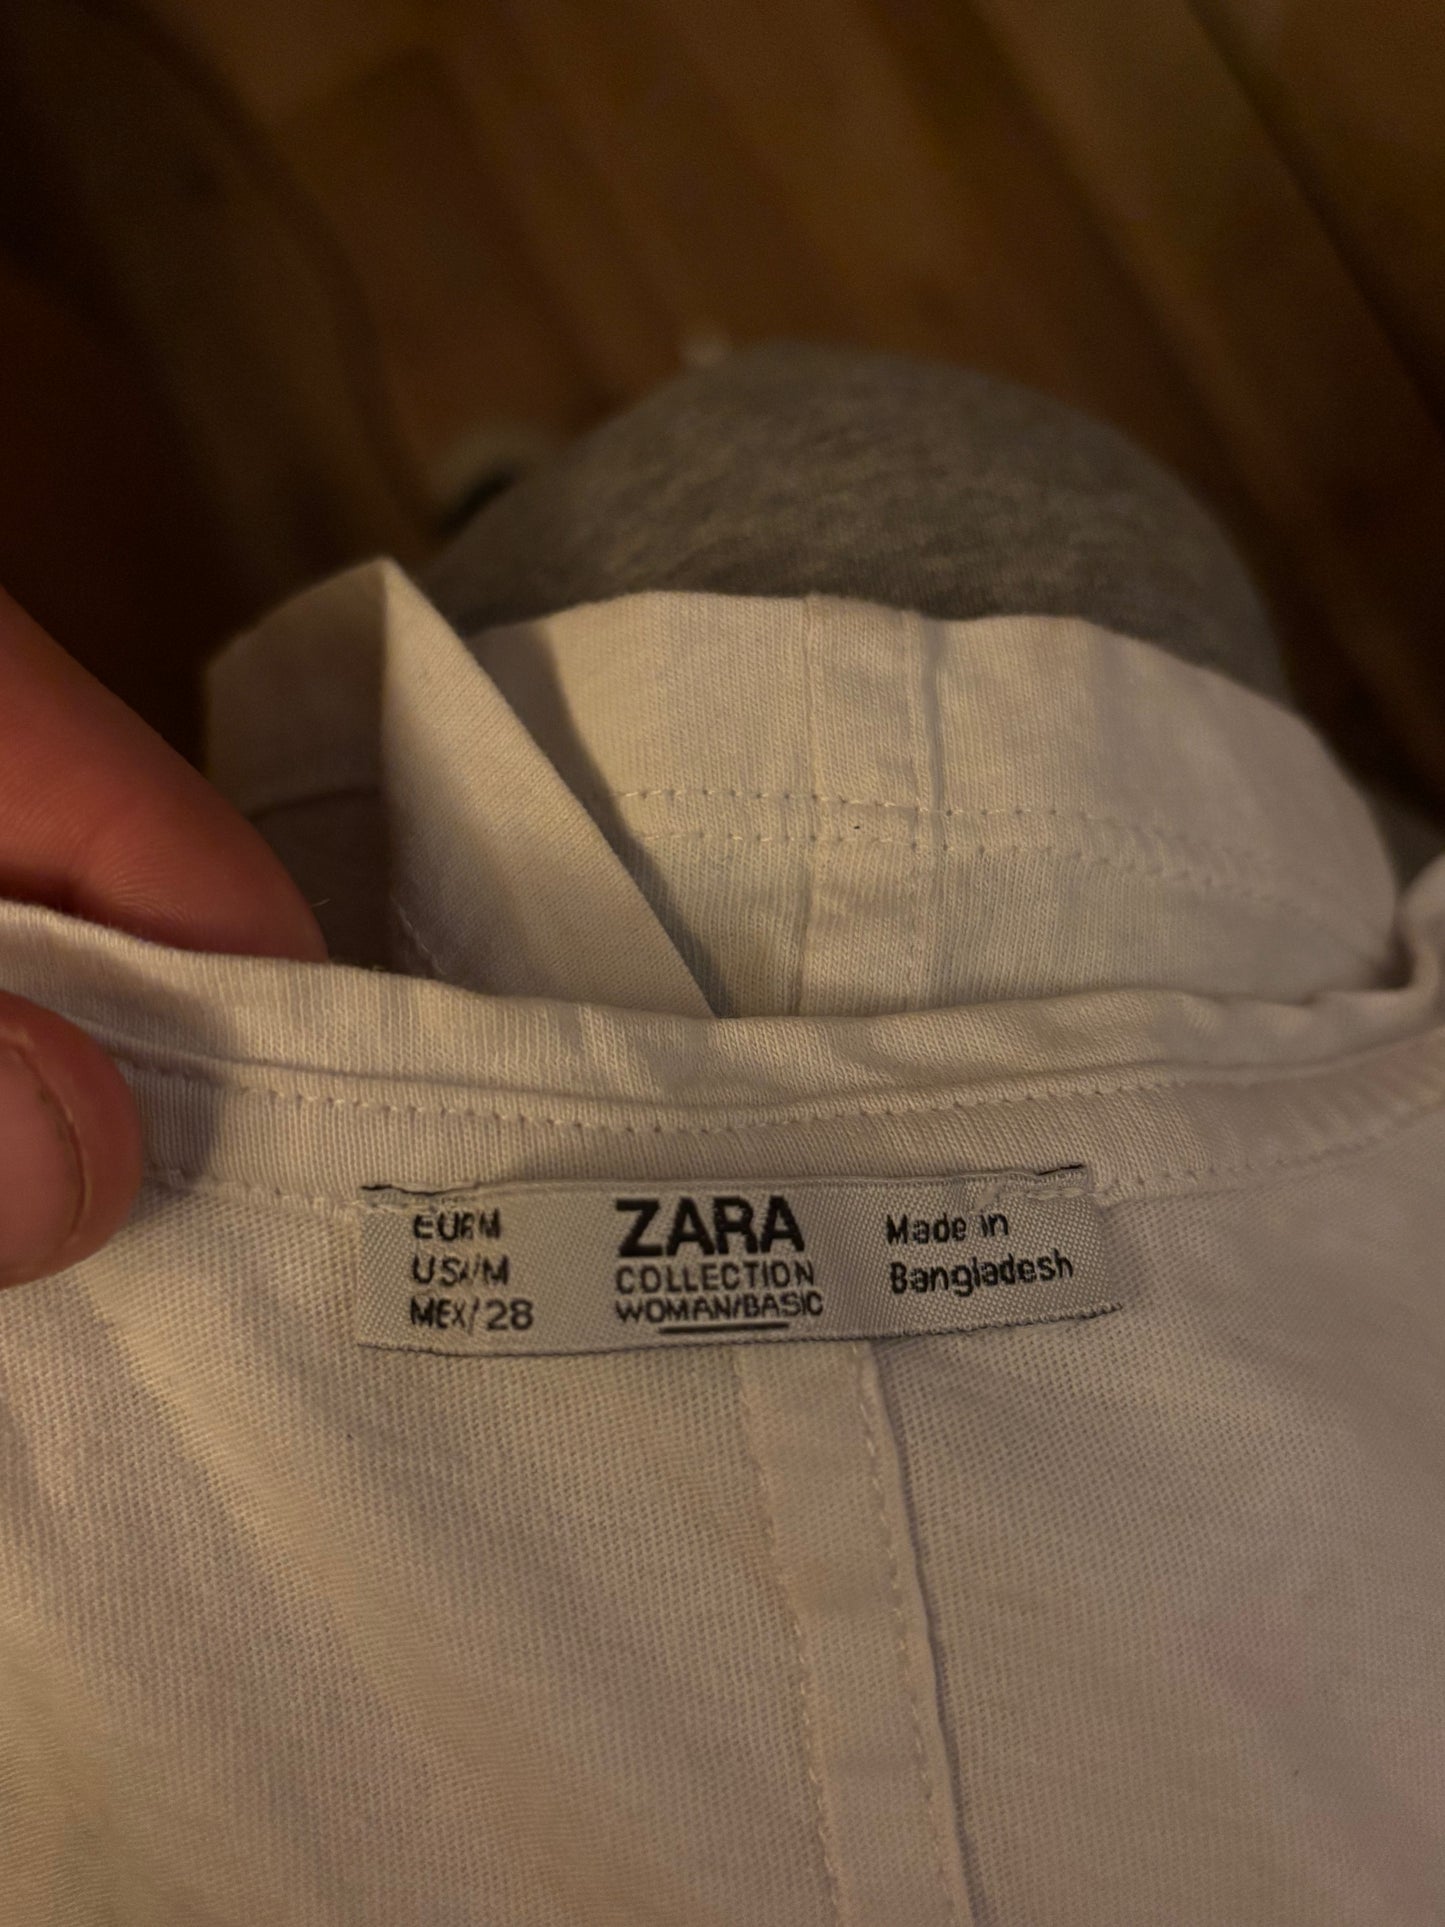 EUR/M
USA/M
MEX/28
ZARA
COLLECTION
WOMAN/BASIC
Made in
Bangladesh